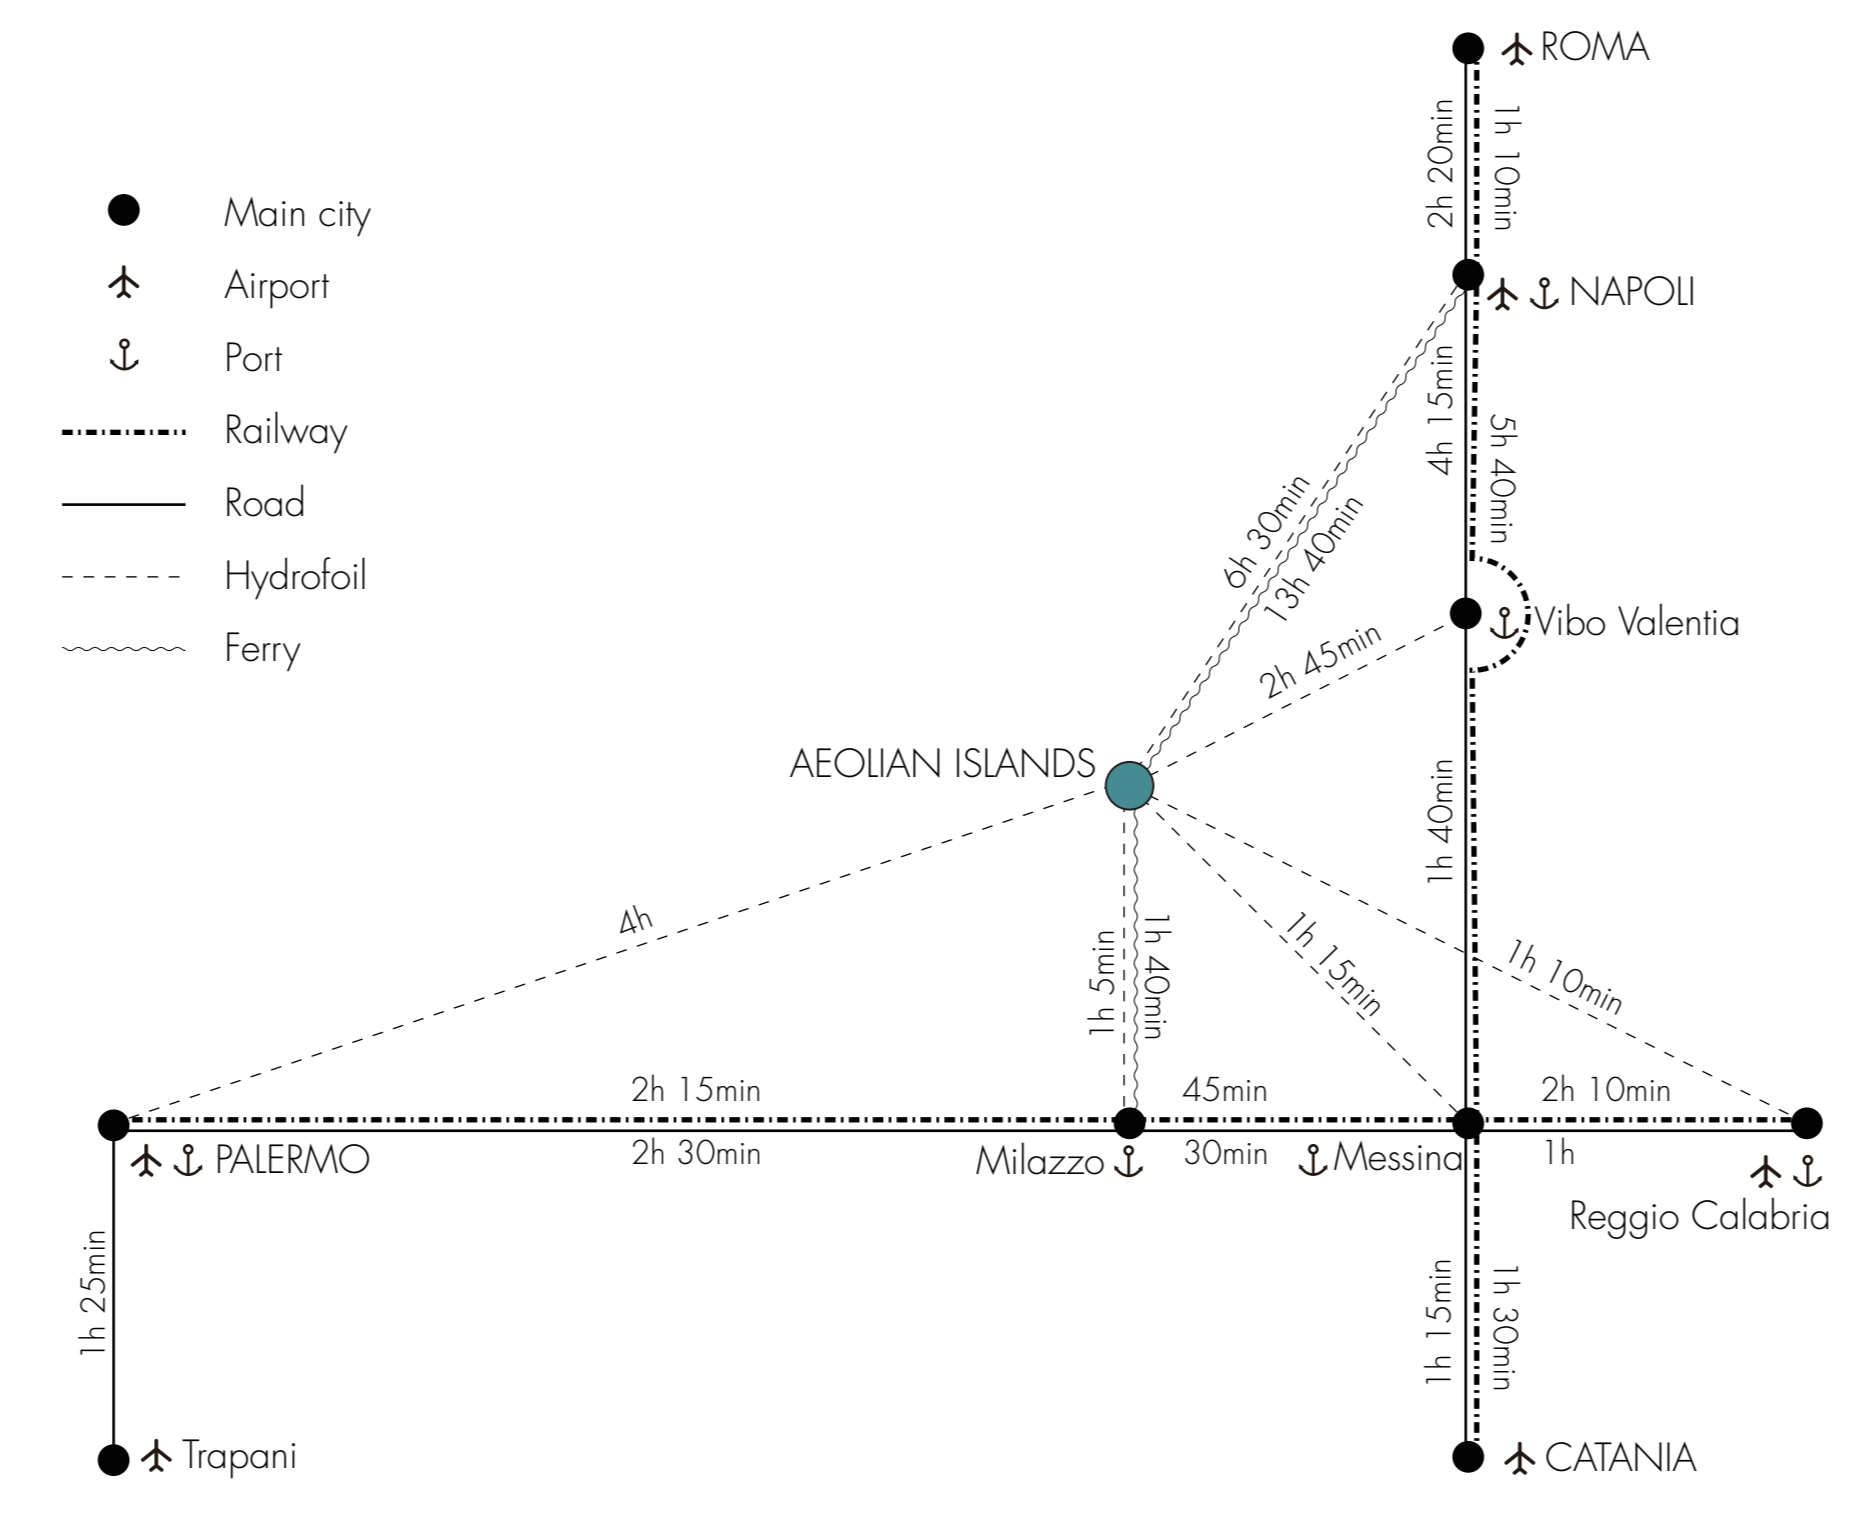 ROMA
2h 20min
1h 10min
Main city
Airport
Port
Railway
Road
Hydrofoil
Ferry
NAPOLI
4h 15min
5h 40min
6h 30min
13h 40min
Vibo Valentia
2h 45min
AEOLIAN ISLANDS
1h 40min
4h
1h 5min
1h 40min
1h 15min
1h 10min
2h 15min
45min
2h 10min
PALERMO
2h 30min
Milazzo
30min
Messina
1h
Reggio Calabria
1h 25min
1h 15min
1h 30min
Trapani
CATANIA